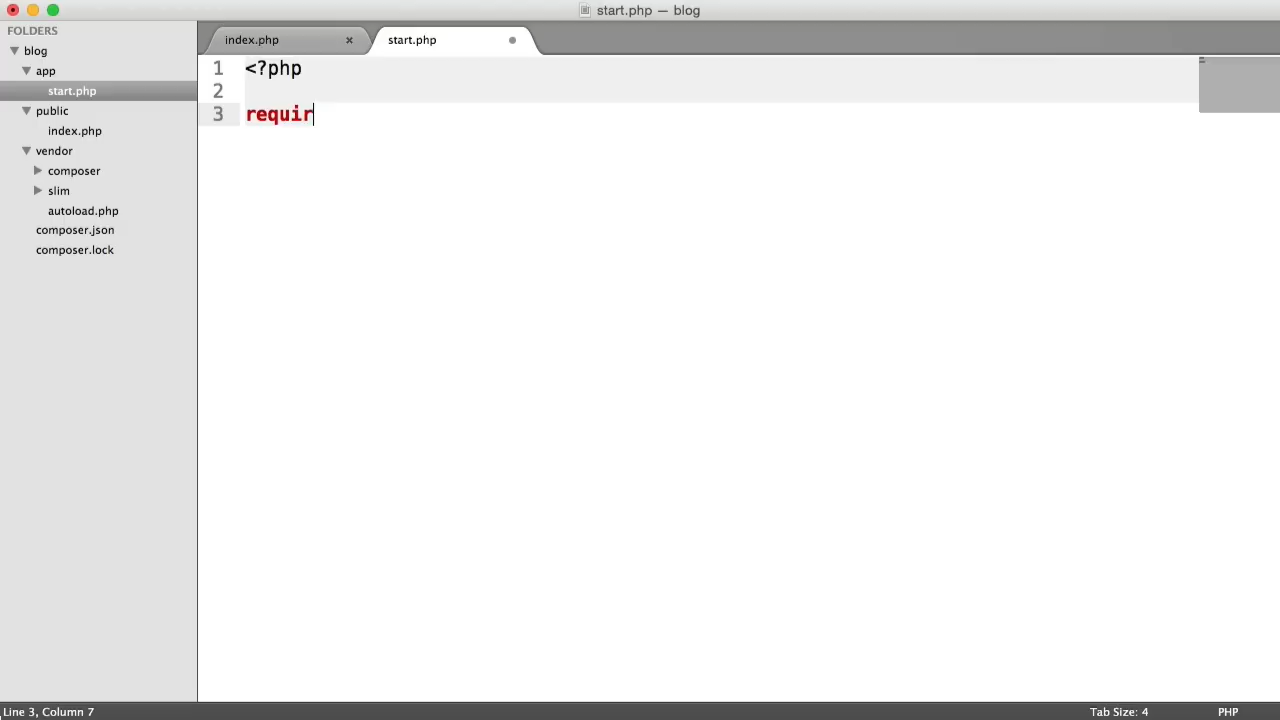 start.php — blog
FOLDERS
blog
app
start.php
public
index.php
vendor
composer
slim
autoload.php
composer.json
composer.lock
index.php
start.php
1 <?php
2
3 requir
Line 3, Column 7
Tab Size: 4
PHP